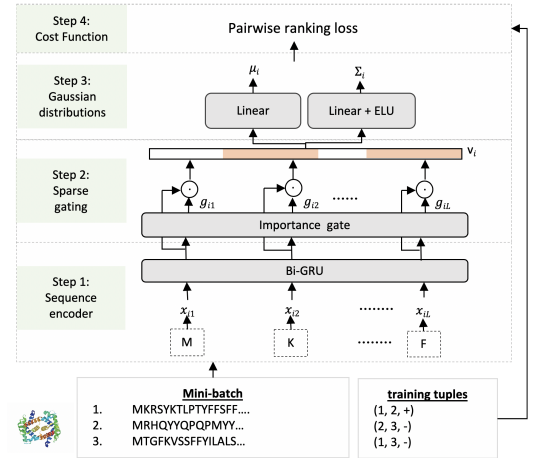 Step 4:
Cost Function
Pairwise ranking loss
Step 3:
Gaussian
distributions
μᵢ
Σᵢ
Linear
Linear + ELU
vᵢ
Step 2:
Sparse
gating
gᵢ₁
gᵢ₂
......
gᵢL
Importance gate
Step 1:
Sequence
encoder
Bi-GRU
xᵢ₁
xᵢ₂
........
xᵢL
M
K
........
F
Mini-batch
1. MKRSYKTLPTYFFSFF....
2. MRHQYYQPQPMYY...
3. MTGFKVSSFFYILALS...
training tuples
(1, 2, +)
(2, 3, -)
(1, 3, -)